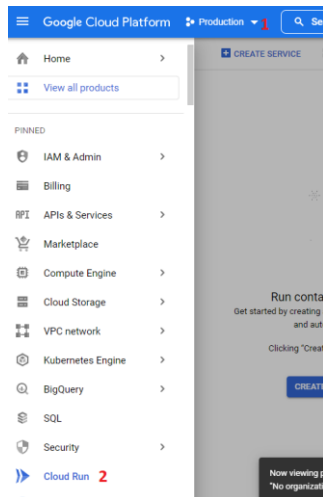 Google Cloud Platform
Production 1
CREATE SERVICE
Home
View all products
PINNED
IAM & Admin
Billing
API APIs & Services
Marketplace
Compute Engine
Cloud Storage
VPC network
Kubernetes Engine
BigQuery
SQL
Security
Cloud Run 2
Run conta
Get started by creating
and aut
Clicking "Creat
CREAT
Now viewing p
"No organizati